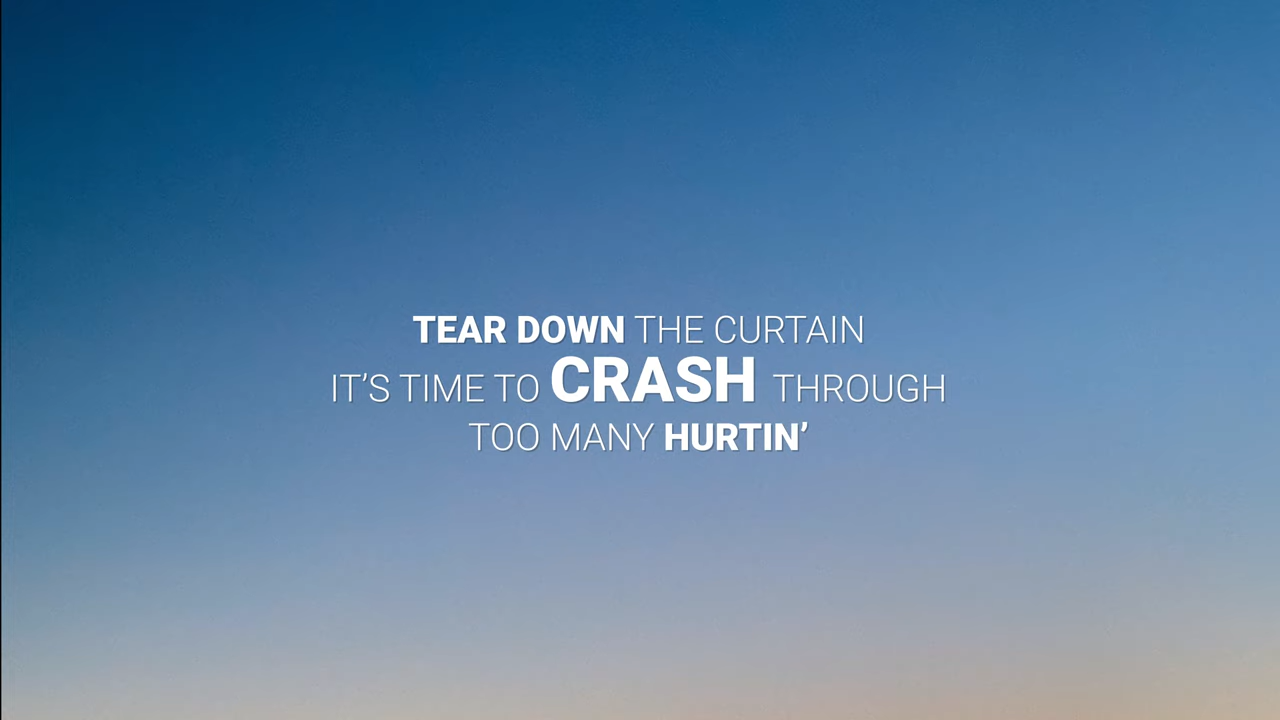 TEAR DOWN THE CURTAIN
IT’S TIME TO CRASH THROUGH
TOO MANY HURTIN’